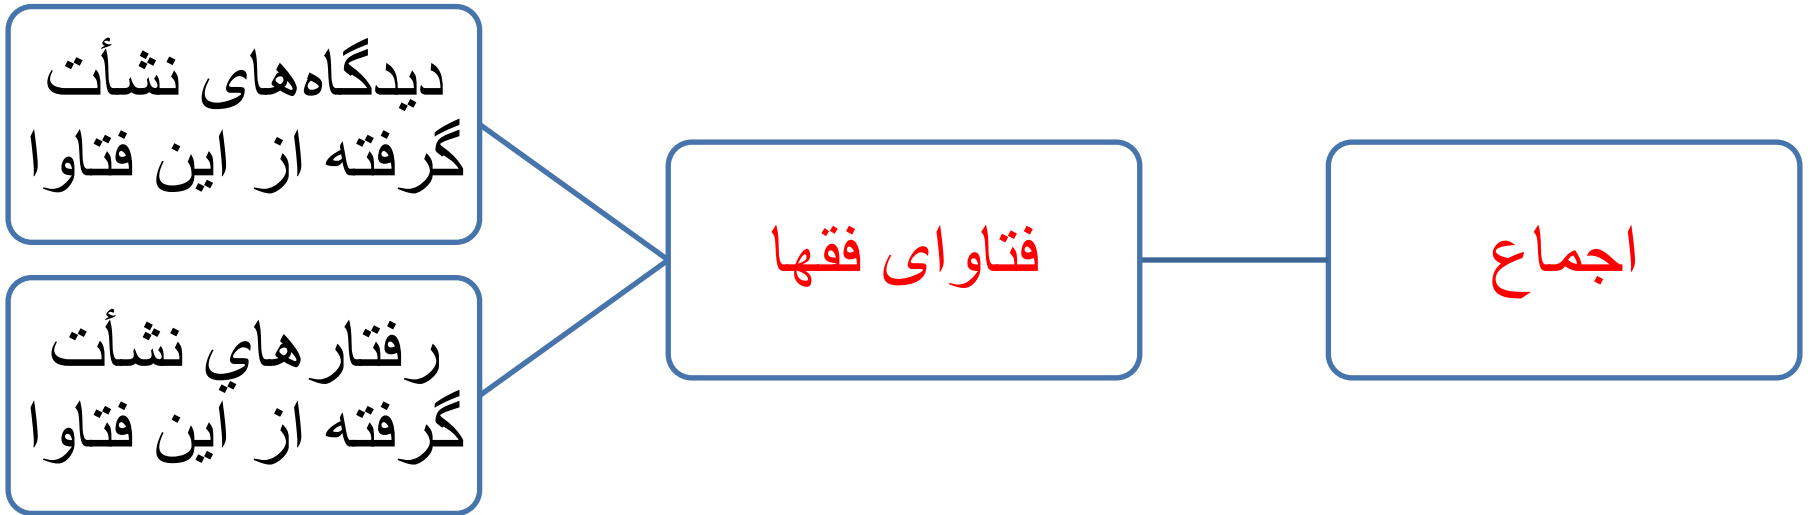 اجماع
فتاوای فقها
دیدگاه‌های نشأت
گرفته از این فتاوا
رفتارهاي نشأت
گرفته از این فتاوا